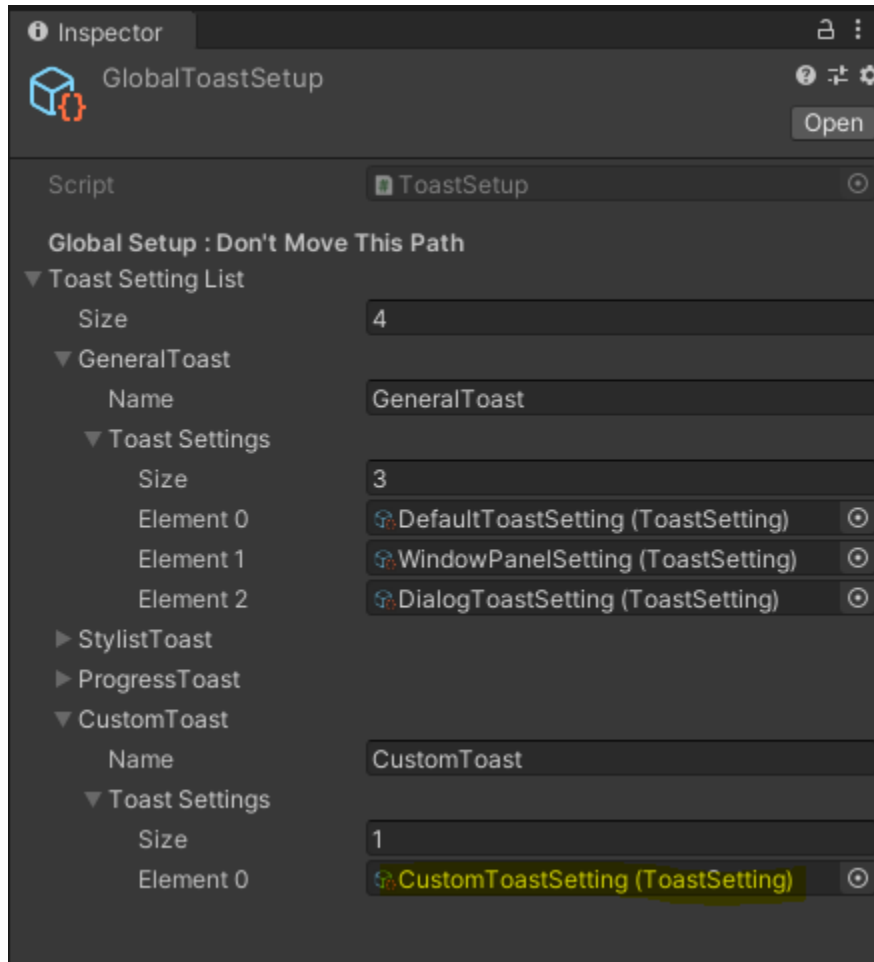 Inspector
GlobalToastSetup
Open
Script ToastSetup
Global Setup : Don't Move This Path
Toast Setting List
Size 4
GeneralToast
Name GeneralToast
Toast Settings
Size 3
Element 0 DefaultToastSetting (ToastSetting)
Element 1 WindowPanelSetting (ToastSetting)
Element 2 DialogToastSetting (ToastSetting)
StylistToast
ProgressToast
CustomToast
Name CustomToast
Toast Settings
Size 1
Element 0 CustomToastSetting (ToastSetting)